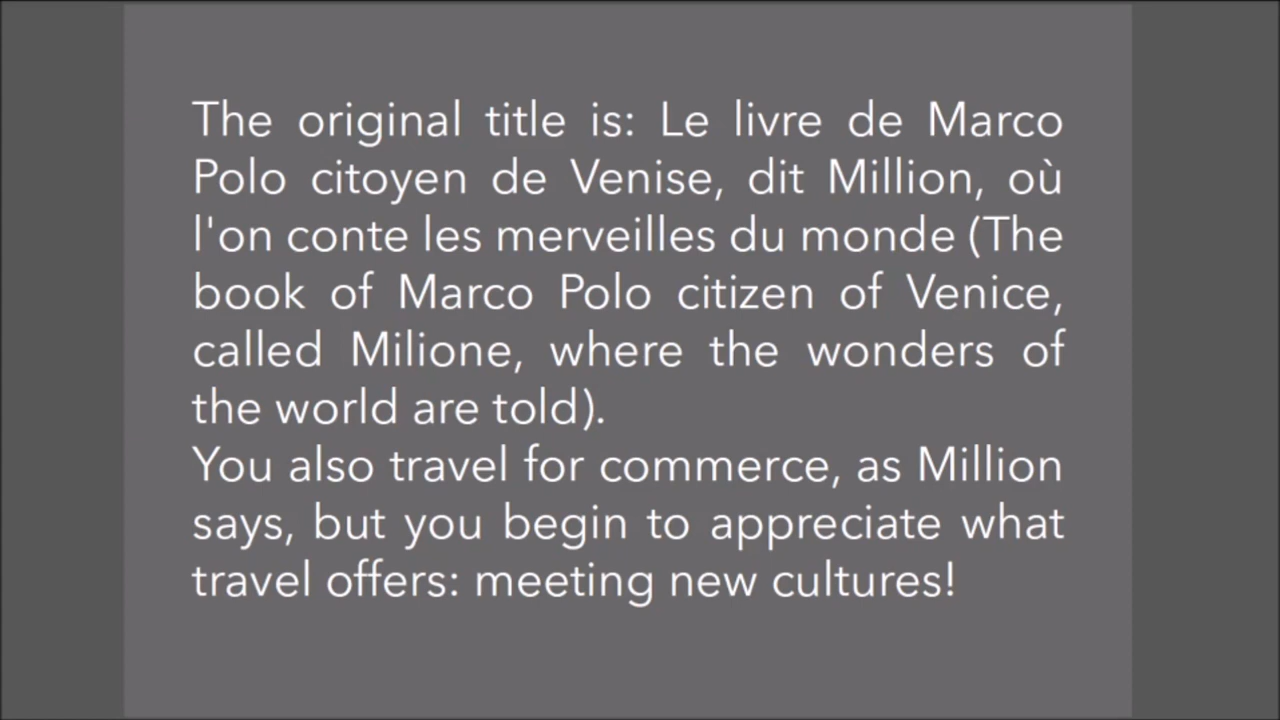 The original title is: Le livre de Marco
Polo citoyen de Venise, dit Million, où
l'on conte les merveilles du monde (The
book of Marco Polo citizen of Venice,
called Milione, where the wonders of
the world are told).
You also travel for commerce, as Million
says, but you begin to appreciate what
travel offers: meeting new cultures!